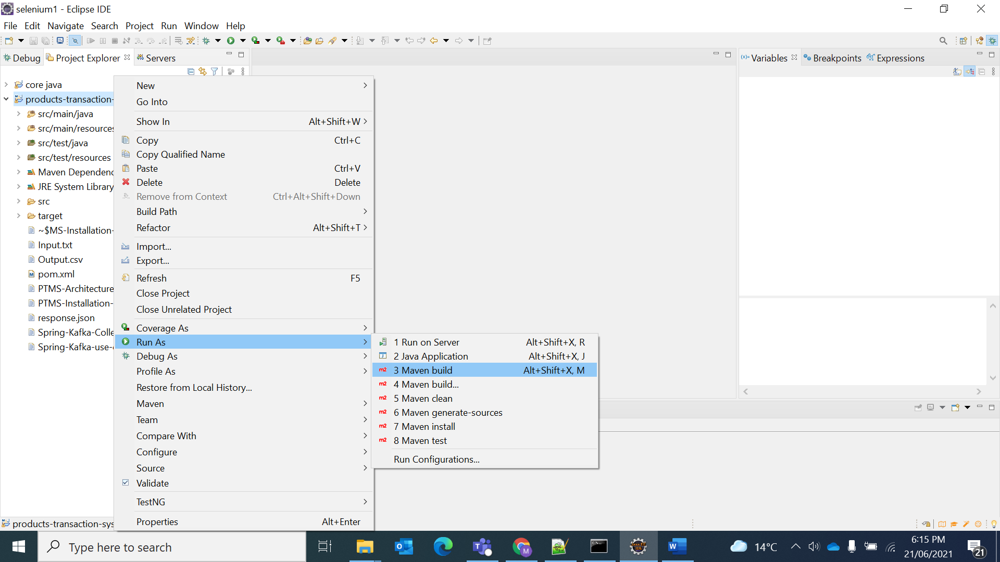 selenium1 - Eclipse IDE
File Edit Navigate Search Project Run Window Help
Debug Project Explorer Servers
Variables Breakpoints Expressions
core java
products-transaction-
src/main/java
src/main/resources
src/test/java
src/test/resources
Maven Dependenc
JRE System Library
src
target
~$MS-Installation-
Input.txt
Output.csv
pom.xml
PTMS-Architecture
PTMS-Installation-
response.json
Spring-Kafka-Colle
Spring-Kafka-use-
New
Go Into
Show In Alt+Shift+W
Copy Ctrl+C
Copy Qualified Name
Paste Ctrl+V
Delete Delete
Remove from Context Ctrl+Alt+Shift+Down
Build Path
Refactor Alt+Shift+T
Import...
Export...
Refresh F5
Close Project
Close Unrelated Project
Coverage As
Run As
Debug As
Profile As
Restore from Local History...
Maven
Team
Compare With
Configure
Source
Validate
TestNG
Properties Alt+Enter
1 Run on Server Alt+Shift+X, R
2 Java Application Alt+Shift+X, J
m2 3 Maven build Alt+Shift+X, M
m2 4 Maven build...
m2 5 Maven clean
m2 6 Maven generate-sources
m2 7 Maven install
m2 8 Maven test
Run Configurations...
products-transaction-sys
Type here to search
14°C
6:15 PM
21/06/2021
21